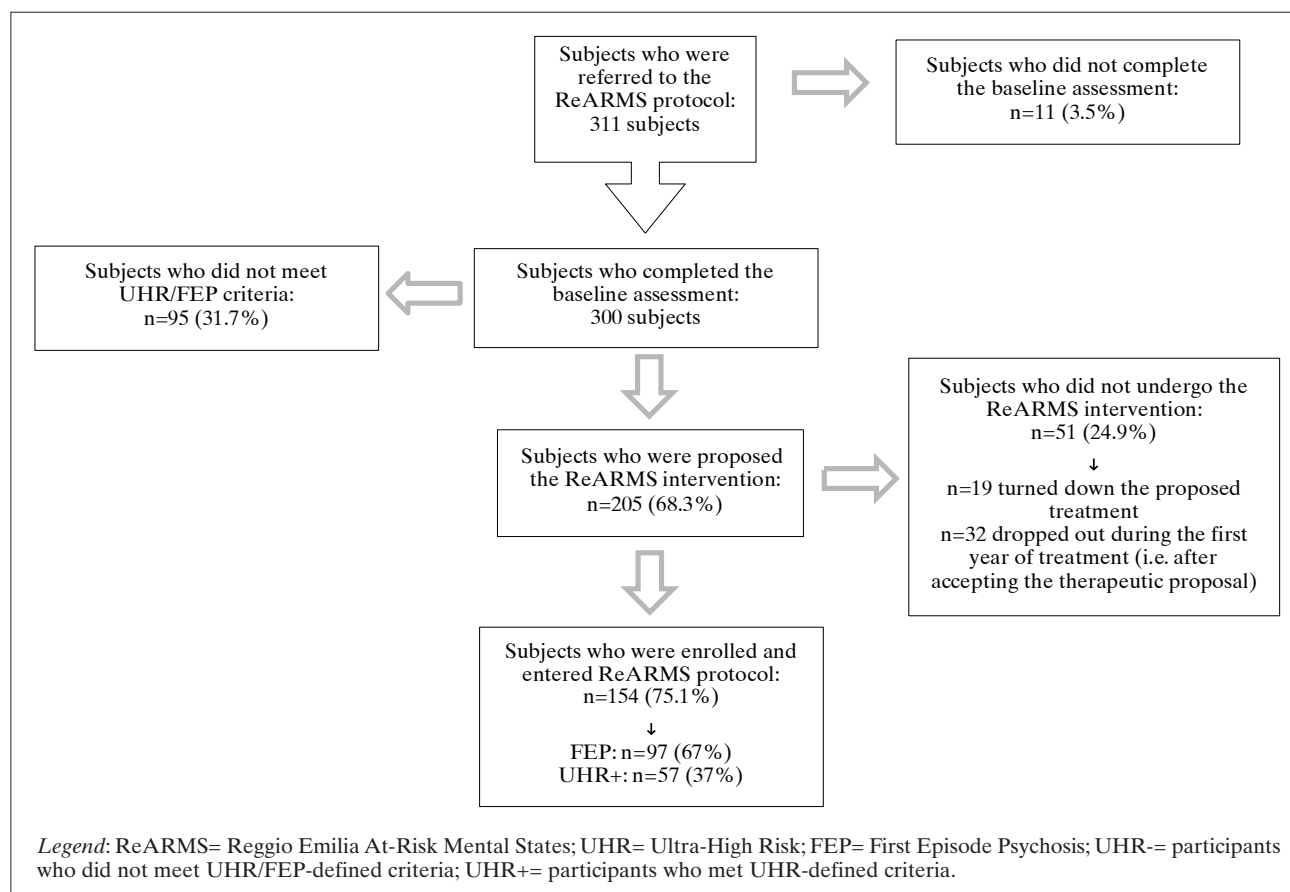 Subjects who were
referred to the
ReARMS protocol:
311 subjects
Subjects who did not complete
the baseline assessment:
n=11 (3.5%)
Subjects who did not meet
UHR/FEP criteria:
n=95 (31.7%)
Subjects who completed the
baseline assessment:
300 subjects
Subjects who did not undergo the
ReARMS intervention:
n=51 (24.9%)
↓
n=19 turned down the proposed
treatment
n=32 dropped out during the first
year of treatment (i.e. after
accepting the therapeutic proposal)
Subjects who were proposed
the ReARMS intervention:
n=205 (68.3%)
Subjects who were enrolled and
entered ReARMS protocol:
n=154 (75.1%)
↓
FEP: n=97 (67%)
UHR+: n=57 (37%)
Legend: ReARMS= Reggio Emilia At-Risk Mental States; UHR= Ultra-High Risk; FEP= First Episode Psychosis; UHR-= participants
who did not meet UHR/FEP-defined criteria; UHR+= participants who met UHR-defined criteria.